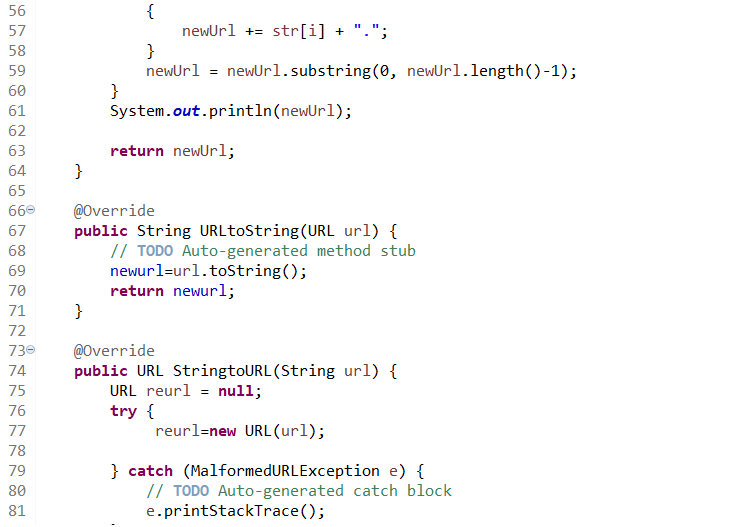 56 {
57 newUrl += str[i] + ".";
58 }
59 newUrl = newUrl.substring(0, newUrl.length()-1);
60 }
61 System.out.println(newUrl);
62
63 return newUrl;
64 }
65
66 @Override
67 public String URLtoString(URL url) {
68 // TODO Auto-generated method stub
69 newurl=url.toString();
70 return newurl;
71 }
72
73 @Override
74 public URL StringtoURL(String url) {
75 URL reurl = null;
76 try {
77 reurl=new URL(url);
78
79 } catch (MalformedURLException e) {
80 // TODO Auto-generated catch block
81 e.printStackTrace();